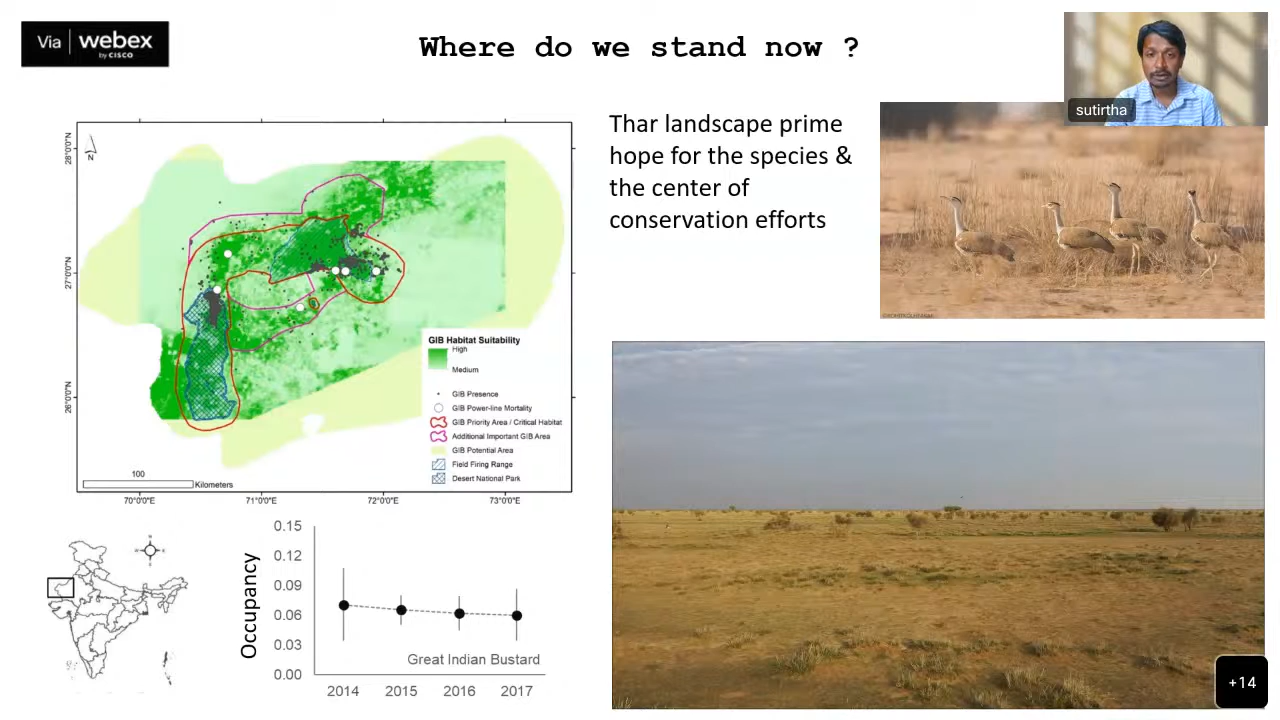 Via | webex
by CISCO
Where do we stand now ?
sutirtha
Thar landscape prime
hope for the species &
the center of
conservation efforts
N
28°0'0"N
27°0'0"N
26°0'0"N
GIB Habitat Suitability
High
Medium
GIB Presence
GIB Power-line Mortality
GIB Priority Area / Critical Habitat
Additional Important GIB Area
GIB Potential Area
Field Firing Range
Desert National Park
100
Kilometers
70°0'0"E
71°0'0"E
72°0'0"E
73°0'0"E
Occupancy
0.15
0.12
0.09
0.06
0.03
0.00
Great Indian Bustard
2014
2015
2016
2017
+14